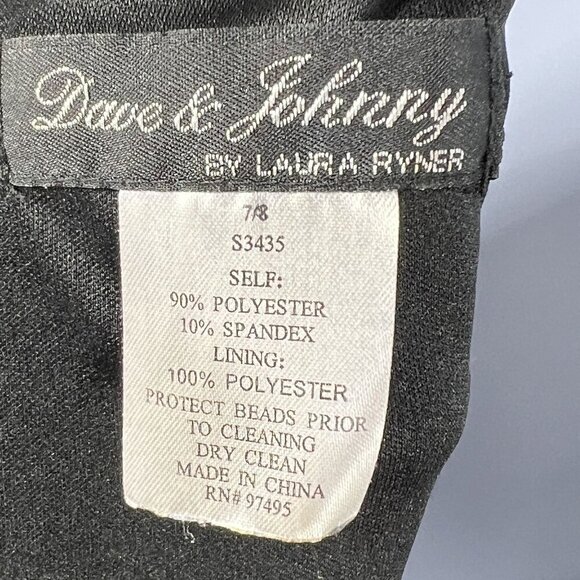 Dave & Johnny
BY LAURA RYNER
7/8
S3435
SELF:
90% POLYESTER
10% SPANDEX
LINING:
100% POLYESTER
PROTECT BEADS PRIOR
TO CLEANING
DRY CLEAN
MADE IN CHINA
RN# 97495